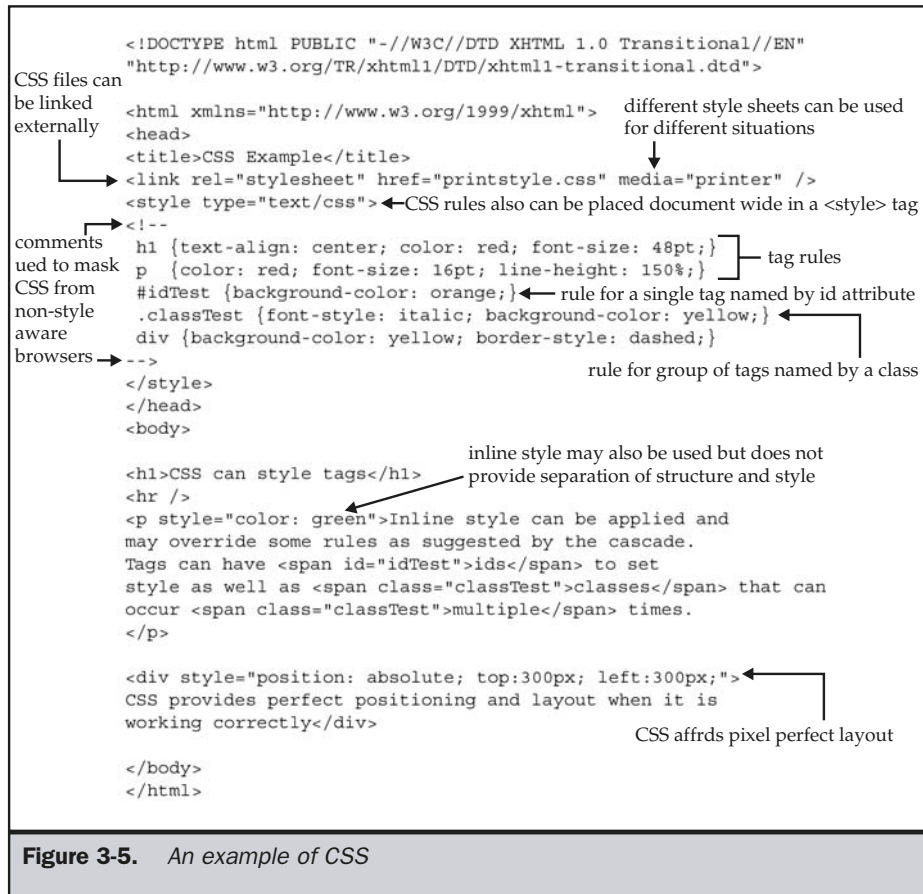 <!DOCTYPE html PUBLIC "-//W3C//DTD XHTML 1.0 Transitional//EN"
"http://www.w3.org/TR/xhtml1/DTD/xhtml1-transitional.dtd">
CSS files can
be linked
externally
<html xmlns="http://www.w3.org/1999/xhtml">
different style sheets can be used
for different situations
<head>
<title>CSS Example</title>
<link rel="stylesheet" href="printstyle.css" media="printer" />
<style type="text/css">
CSS rules also can be placed document wide in a <style> tag
<!--
comments
ued to mask
CSS from
non-style
aware
browsers
h1 {text-align: center; color: red; font-size: 48pt;}
p {color: red; font-size: 16pt; line-height: 150%;}
tag rules
#idTest {background-color: orange;}
rule for a single tag named by id attribute
.classTest {font-style: italic; background-color: yellow;}
div {background-color: yellow; border-style: dashed;}
-->
rule for group of tags named by a class
</style>
</head>
<body>
inline style may also be used but does not
provide separation of structure and style
<h1>CSS can style tags</h1>
<hr />
<p style="color: green">Inline style can be applied and
may override some rules as suggested by the cascade.
Tags can have <span id="idTest">ids</span> to set
style as well as <span class="classTest">classes</span> that can
occur <span class="classTest">multiple</span> times.
</p>
<div style="position: absolute; top:300px; left:300px;">
CSS provides perfect positioning and layout when it is
working correctly</div>
CSS affrds pixel perfect layout
</body>
</html>
Figure 3-5. An example of CSS